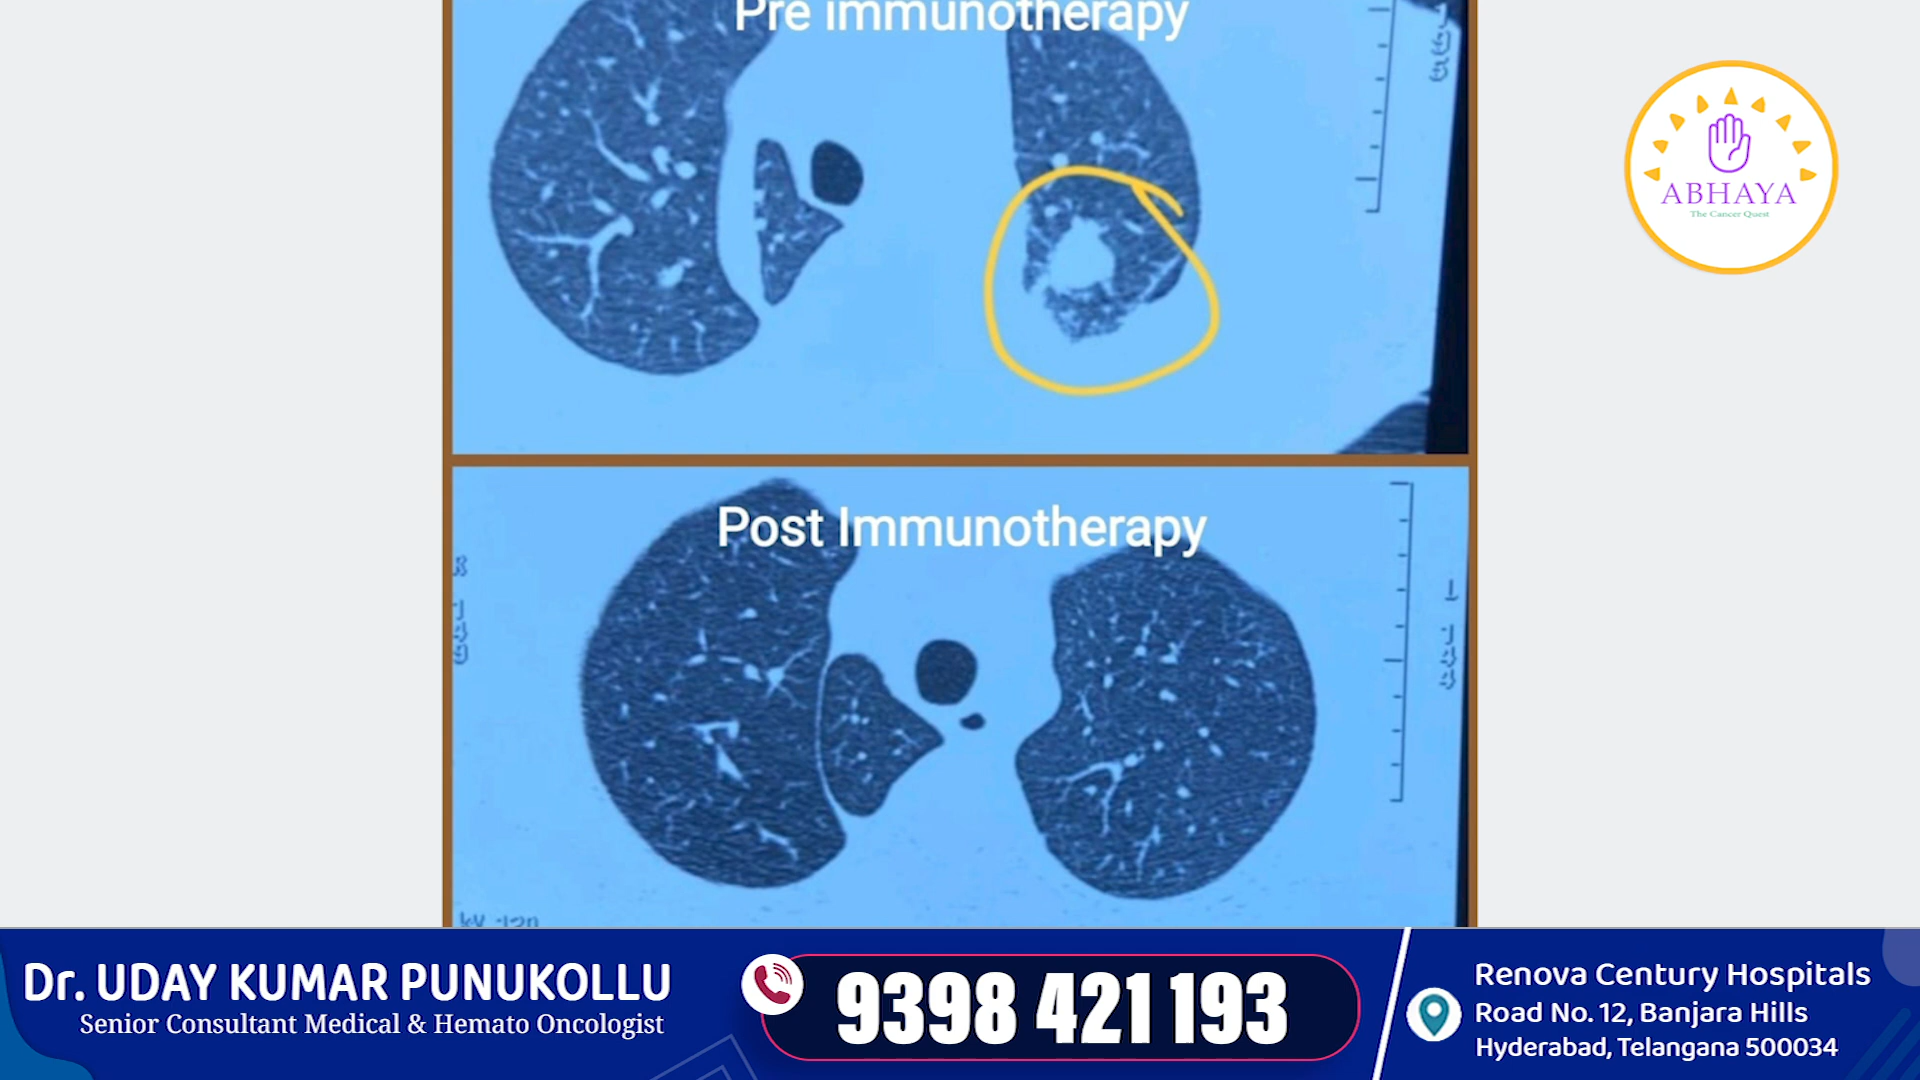 Pre immunotherapy
ABHAYA
The Cancer Quest
Post Immunotherapy
Dr. UDAY KUMAR PUNUKOLLU
Senior Consultant Medical & Hemato Oncologist
9398 421 193
Renova Century Hospitals
Road No. 12, Banjara Hills
Hyderabad, Telangana 500034